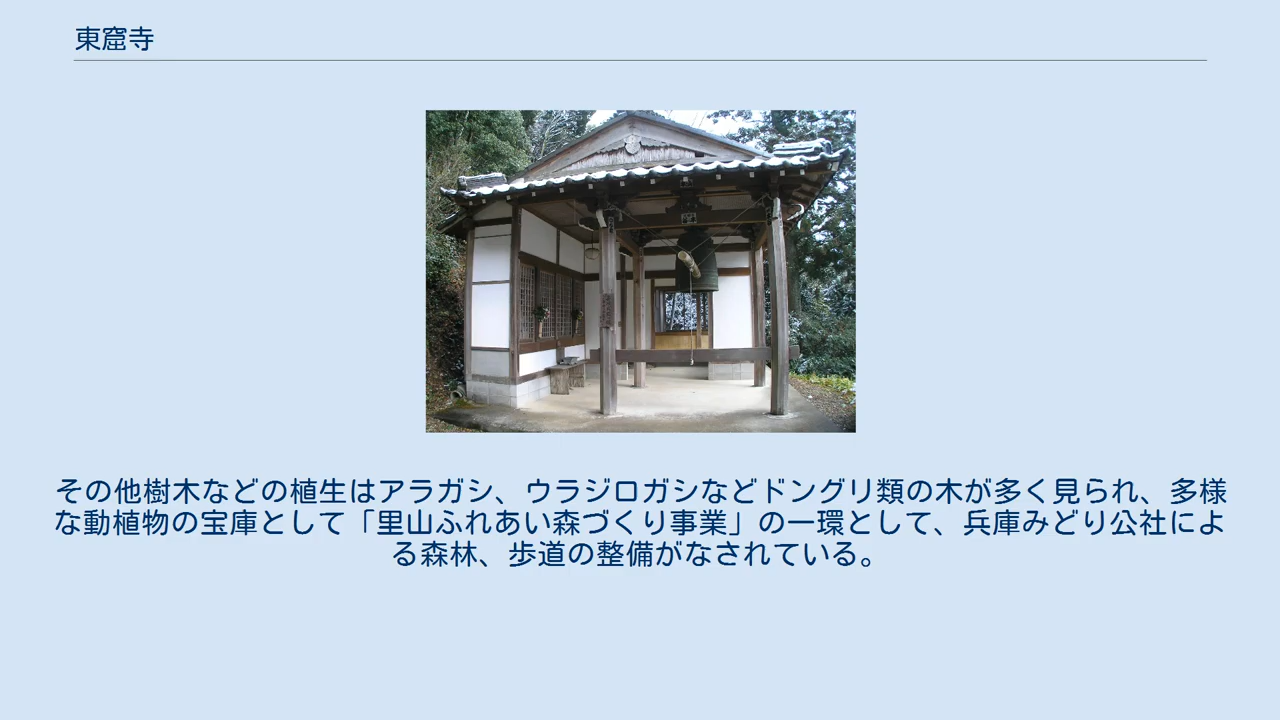 東窟寺
その他樹木などの植生はアラガシ、ウラジロガシなどドングリ類の木が多く見られ、多様
な動植物の宝庫として「里山ふれあい森づくり事業」の一環として、兵庫みどり公社によ
る森林、歩道の整備がなされている。